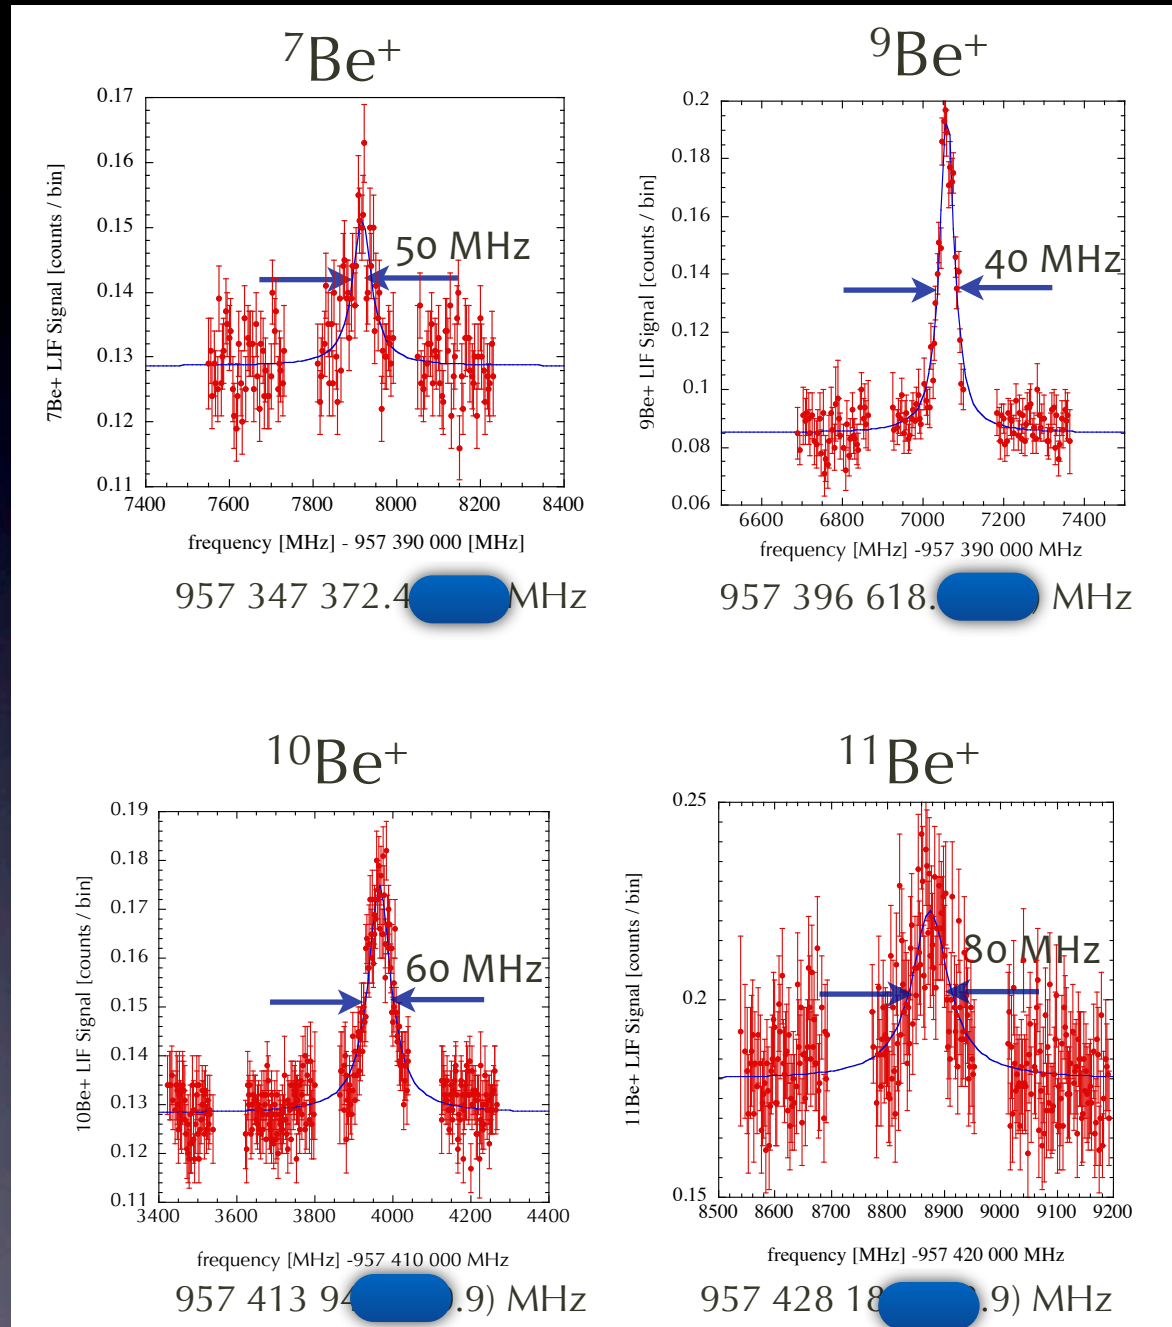 ⁷Be⁺
7Be+ LIF Signal [counts / bin]
0.17
0.16
0.15
0.14
0.13
0.12
0.11
50 MHz
7400 7600 7800 8000 8200 8400
frequency [MHz] - 957 390 000 [MHz]
957 347 372.4 MHz
⁹Be⁺
9Be+ LIF Signal [counts / bin]
0.2
0.18
0.16
0.14
0.12
0.1
0.08
0.06
40 MHz
6600 6800 7000 7200 7400
frequency [MHz] -957 390 000 MHz
957 396 618. ) MHz
¹⁰Be⁺
10Be+ LIF Signal [counts / bin]
0.19
0.18
0.17
0.16
0.15
0.14
0.13
0.12
0.11
60 MHz
3400 3600 3800 4000 4200 4400
frequency [MHz] -957 410 000 MHz
957 413 94 .9) MHz
¹¹Be⁺
11Be+ LIF Signal [counts / bin]
0.25
0.2
0.15
80 MHz
8500 8600 8700 8800 8900 9000 9100 9200
frequency [MHz] -957 420 000 MHz
957 428 18 .9) MHz